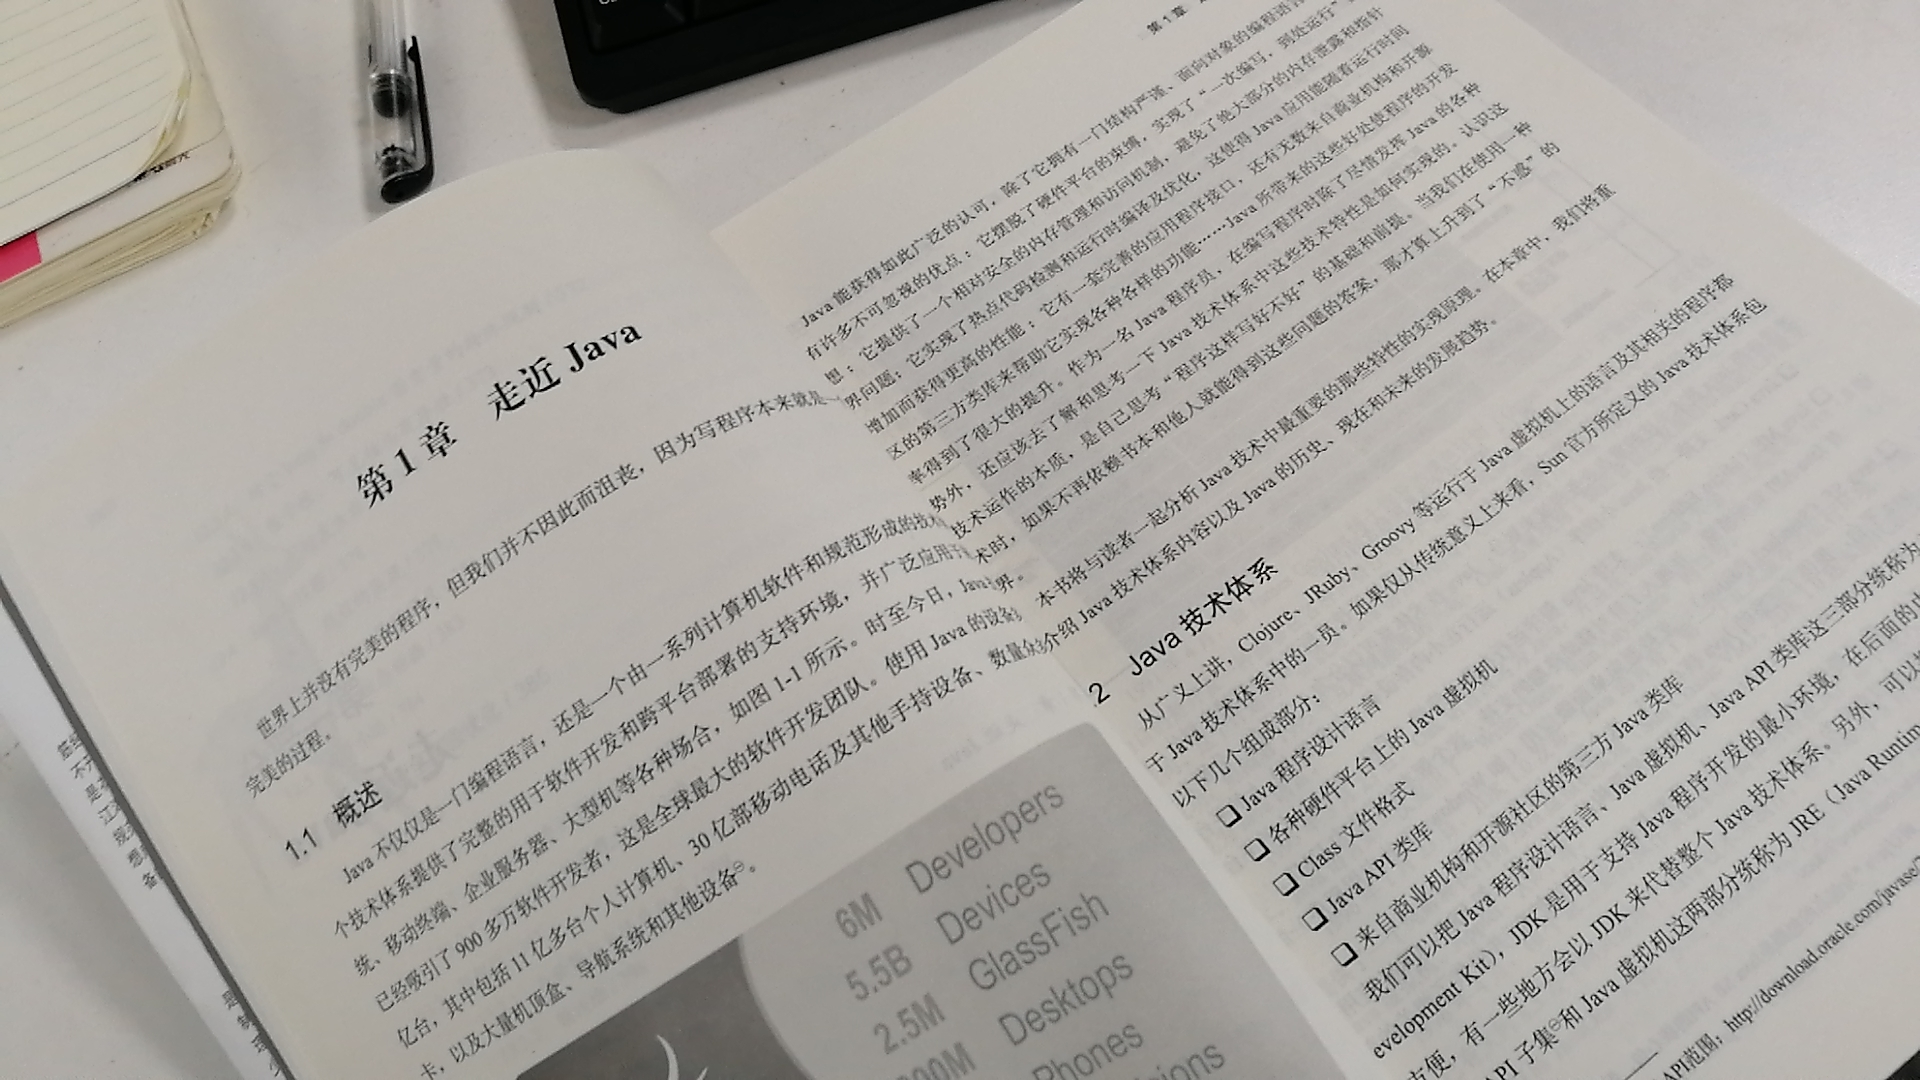 第1章 走近 Java
世界上并没有完美的程序，但我们并不因此而沮丧，因为写程序本来就是
完美的过程。
1.1 概述
Java 不仅仅是一门编程语言，还是一个由一系列计算机软件和规范形成的技
个技术体系提供了完整的用于软件开发和跨平台部署的支持环境，并广泛应用于
统、移动终端、企业服务器、大型机等各种场合，如图 1-1 所示。时至今日，Java
已经吸引了 900 多万软件开发者，这是全球最大的软件开发团队。使用 Java 的设备
亿台，其中包括 11 亿多台个人计算机、30 亿部移动电话及其他手持设备、数量众
卡，以及大量机顶盒、导航系统和其他设备。
6M Developers
5.5B Devices
2.5M GlassFish
Desktops
Phones
第 1 章
Java 能获得如此广泛的认可，除了它拥有一门结构严谨、面向对象的编程语言
有许多不可忽视的优点：它摆脱了硬件平台的束缚，实现了“一次编写，到处运行”
想；它提供了一个相对安全的内存管理和访问机制，避免了绝大部分的内存泄露和指针
界问题；它实现了热点代码检测和运行时编译及优化，这使得 Java 应用能随着运行时间
增加而获得更高的性能；它有一套完善的应用程序接口，还有无数来自商业机构和开源
区的第三方类库来帮助它实现各种各样的功能……Java 所带来的这些好处使程序的开发
率得到了很大的提升。作为一名 Java 程序员，在编写程序时除了尽情发挥 Java 的各种
势外，还应该去了解和思考一下 Java 技术体系中这些技术特性是如何实现的。认识这
技术运作的本质，是自己思考“程序这样写好不好”的基础和前提。当我们在使用一种
术时，如果不再依赖书本和他人就能得到这些问题的答案，那才算上升到了“不惑”的
界。
本书将与读者一起分析 Java 技术中最重要的那些特性的实现原理。在本章中，我们将重
介绍 Java 技术体系内容以及 Java 的历史、现在和未来的发展趋势。
2 Java 技术体系
从广义上讲，Clojure、JRuby、Groovy 等运行于 Java 虚拟机上的语言及其相关的程序都
于 Java 技术体系中的一员。如果仅从传统意义上来看，Sun 官方所定义的 Java 技术体系包
以下几个组成部分：
❑ Java 程序设计语言
❑ 各种硬件平台上的 Java 虚拟机
❑ Class 文件格式
❑ Java API 类库
❑ 来自商业机构和开源社区的第三方 Java 类库
我们可以把 Java 程序设计语言、Java 虚拟机、Java API 类库这三部分统称为
evelopment Kit），JDK 是用于支持 Java 程序开发的最小环境，在后面的
方便，有一些地方会以 JDK 来代替整个 Java 技术体系。另外，可以
API 子集和 Java 虚拟机这两部分统称为 JRE（Java Runtime
API范围：http://download.oracle.com/javase/